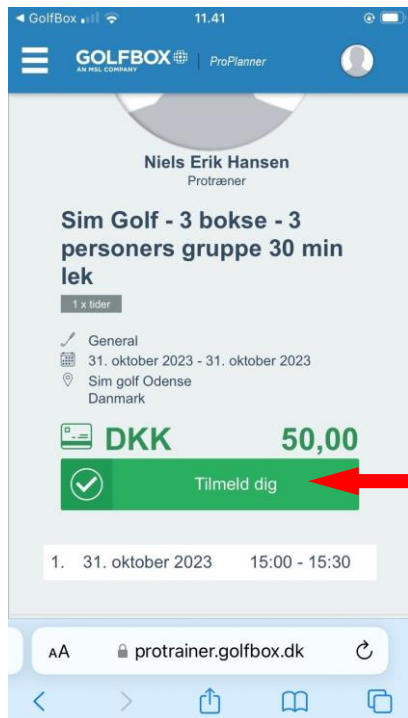 GolfBox
11.41
GOLFBOX
AN MSL COMPANY
ProPlanner
Niels Erik Hansen
Protræner
Sim Golf - 3 bokse - 3
personers gruppe 30 min
lek
1 x tider
General
31. oktober 2023 - 31. oktober 2023
Sim golf Odense
Danmark
DKK 50,00
Tilmeld dig
1. 31. oktober 2023 15:00 - 15:30
AA protrainer.golfbox.dk